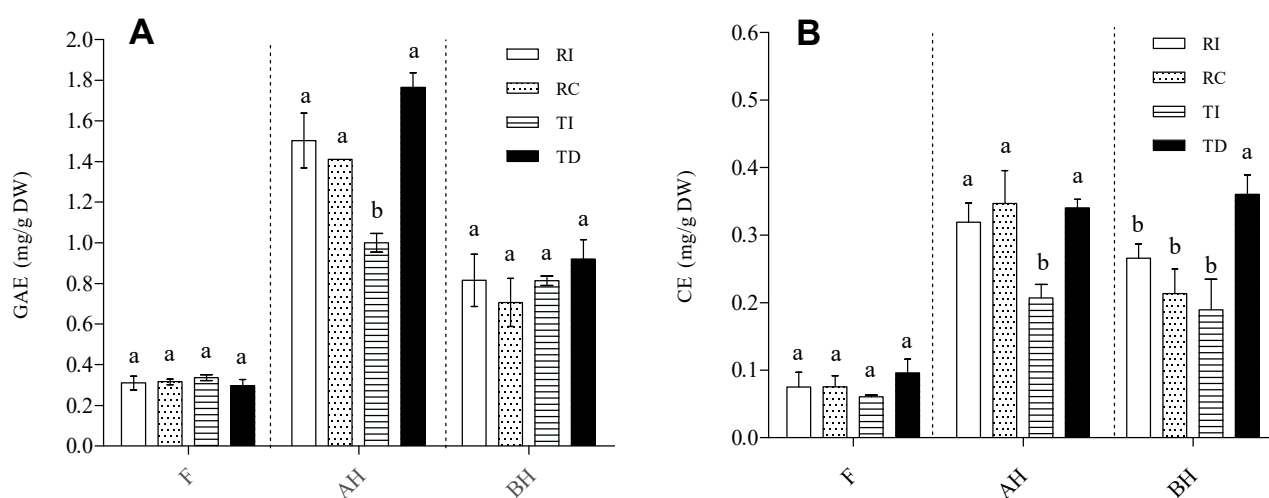 A
GAE (mg/g DW)
2.0
1.8
1.6
1.4
1.2
1.0
0.8
0.6
0.4
0.2
0.0
RI
RC
TI
TD
a a a a
a a b a
a a a a
F AH BH
B
CE (mg/g DW)
0.6
0.5
0.4
0.3
0.2
0.1
0.0
RI
RC
TI
TD
a a a a
a a b a
b b b a
F AH BH